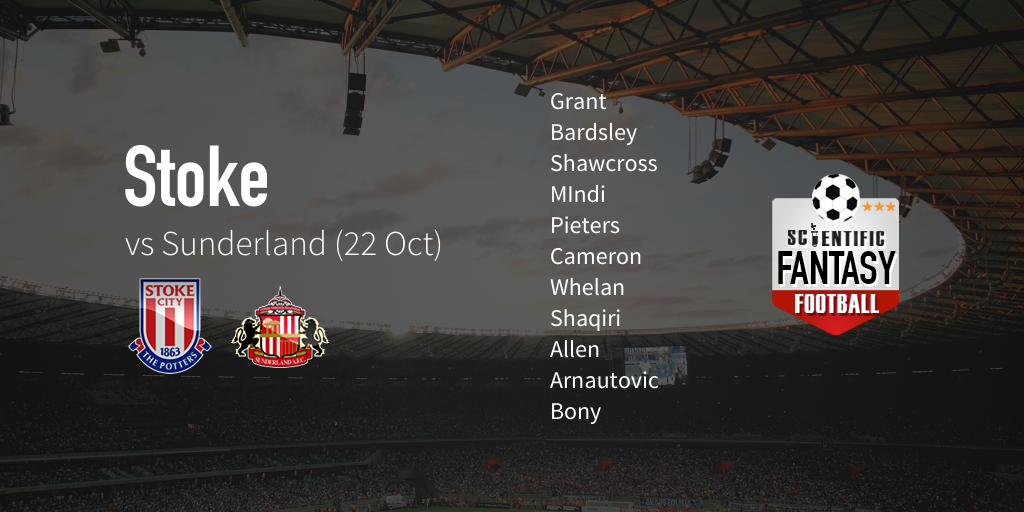 Stoke
vs Sunderland (22 Oct)
STOKE
CITY
1863
THE POTTERS
SUNDERLAND A.F.C.
Grant
Bardsley
Shawcross
MIndi
Pieters
Cameron
Whelan
Shaqiri
Allen
Arnautovic
Bony
SCIENTIFIC
FANTASY
FOOTBALL